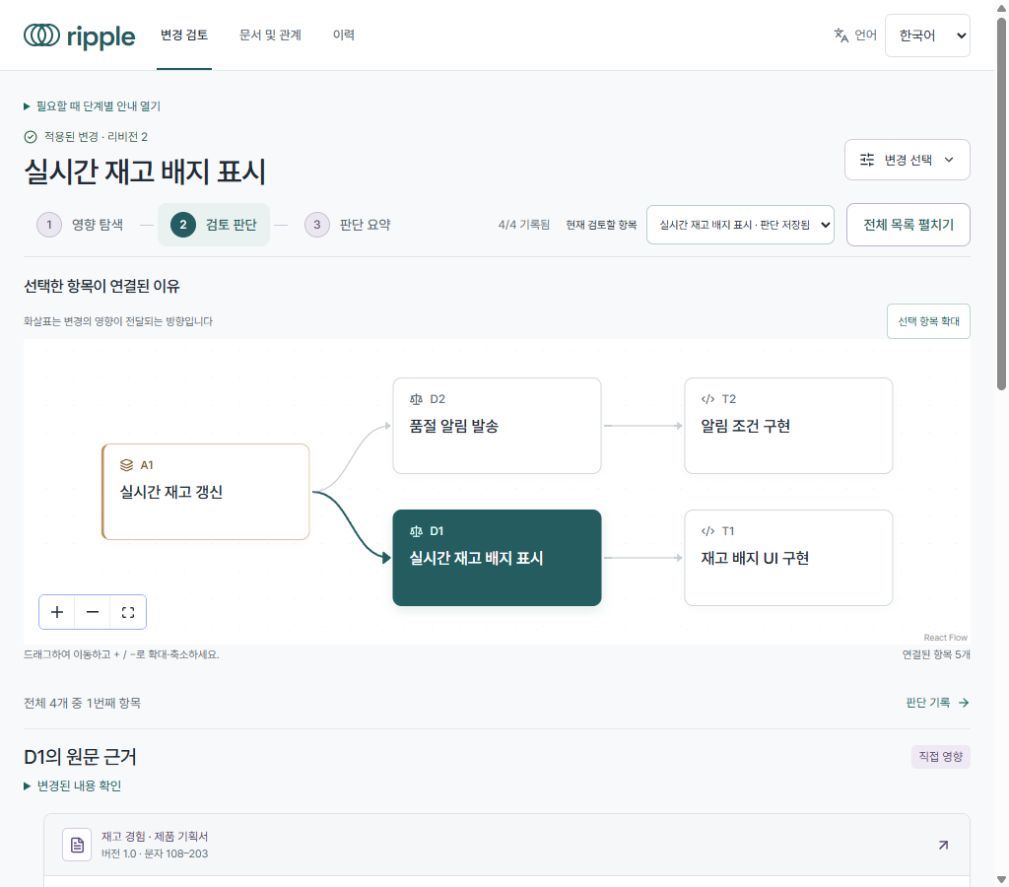 ripple
변경 검토
문서 및 관계
이력
언어
한국어
필요할 때 단계별 안내 열기
적용된 변경 · 리비전 2
실시간 재고 배지 표시
변경 선택
1 영향 탐색
2 검토 판단
3 판단 요약
4/4 기록됨
현재 검토할 항목
실시간 재고 배지 표시 · 판단 저장됨
전체 목록 펼치기
선택한 항목이 연결된 이유
화살표는 변경의 영향이 전달되는 방향입니다
선택 항목 확대
D2
품절 알림 발송
T2
알림 조건 구현
A1
실시간 재고 갱신
D1
실시간 재고 배지 표시
T1
재고 배지 UI 구현
React Flow
드래그하여 이동하고 + / −로 확대·축소하세요.
연결된 항목 5개
전체 4개 중 1번째 항목
판단 기록 →
D1의 원문 근거
직접 영향
변경된 내용 확인
재고 경험 · 제품 기획서
버전 1.0 · 문자 108–203